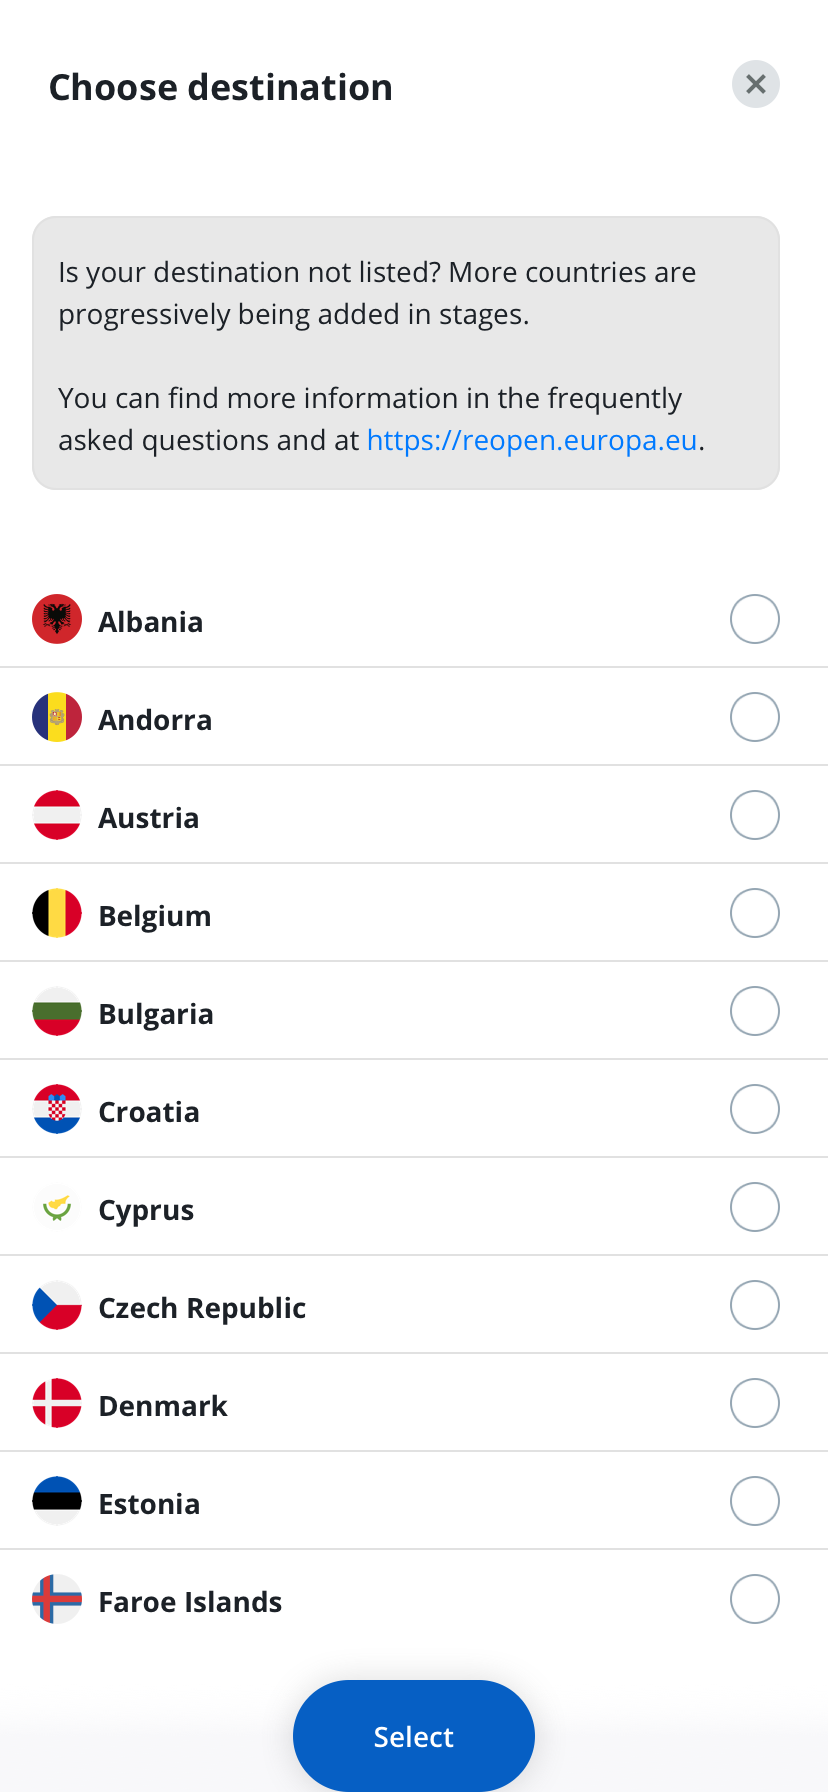 Choose destination
Is your destination not listed? More countries are
progressively being added in stages.
You can find more information in the frequently
asked questions and at https://reopen.europa.eu.
Albania
Andorra
Austria
Belgium
Bulgaria
Croatia
Cyprus
Czech Republic
Denmark
Estonia
Faroe Islands
Select